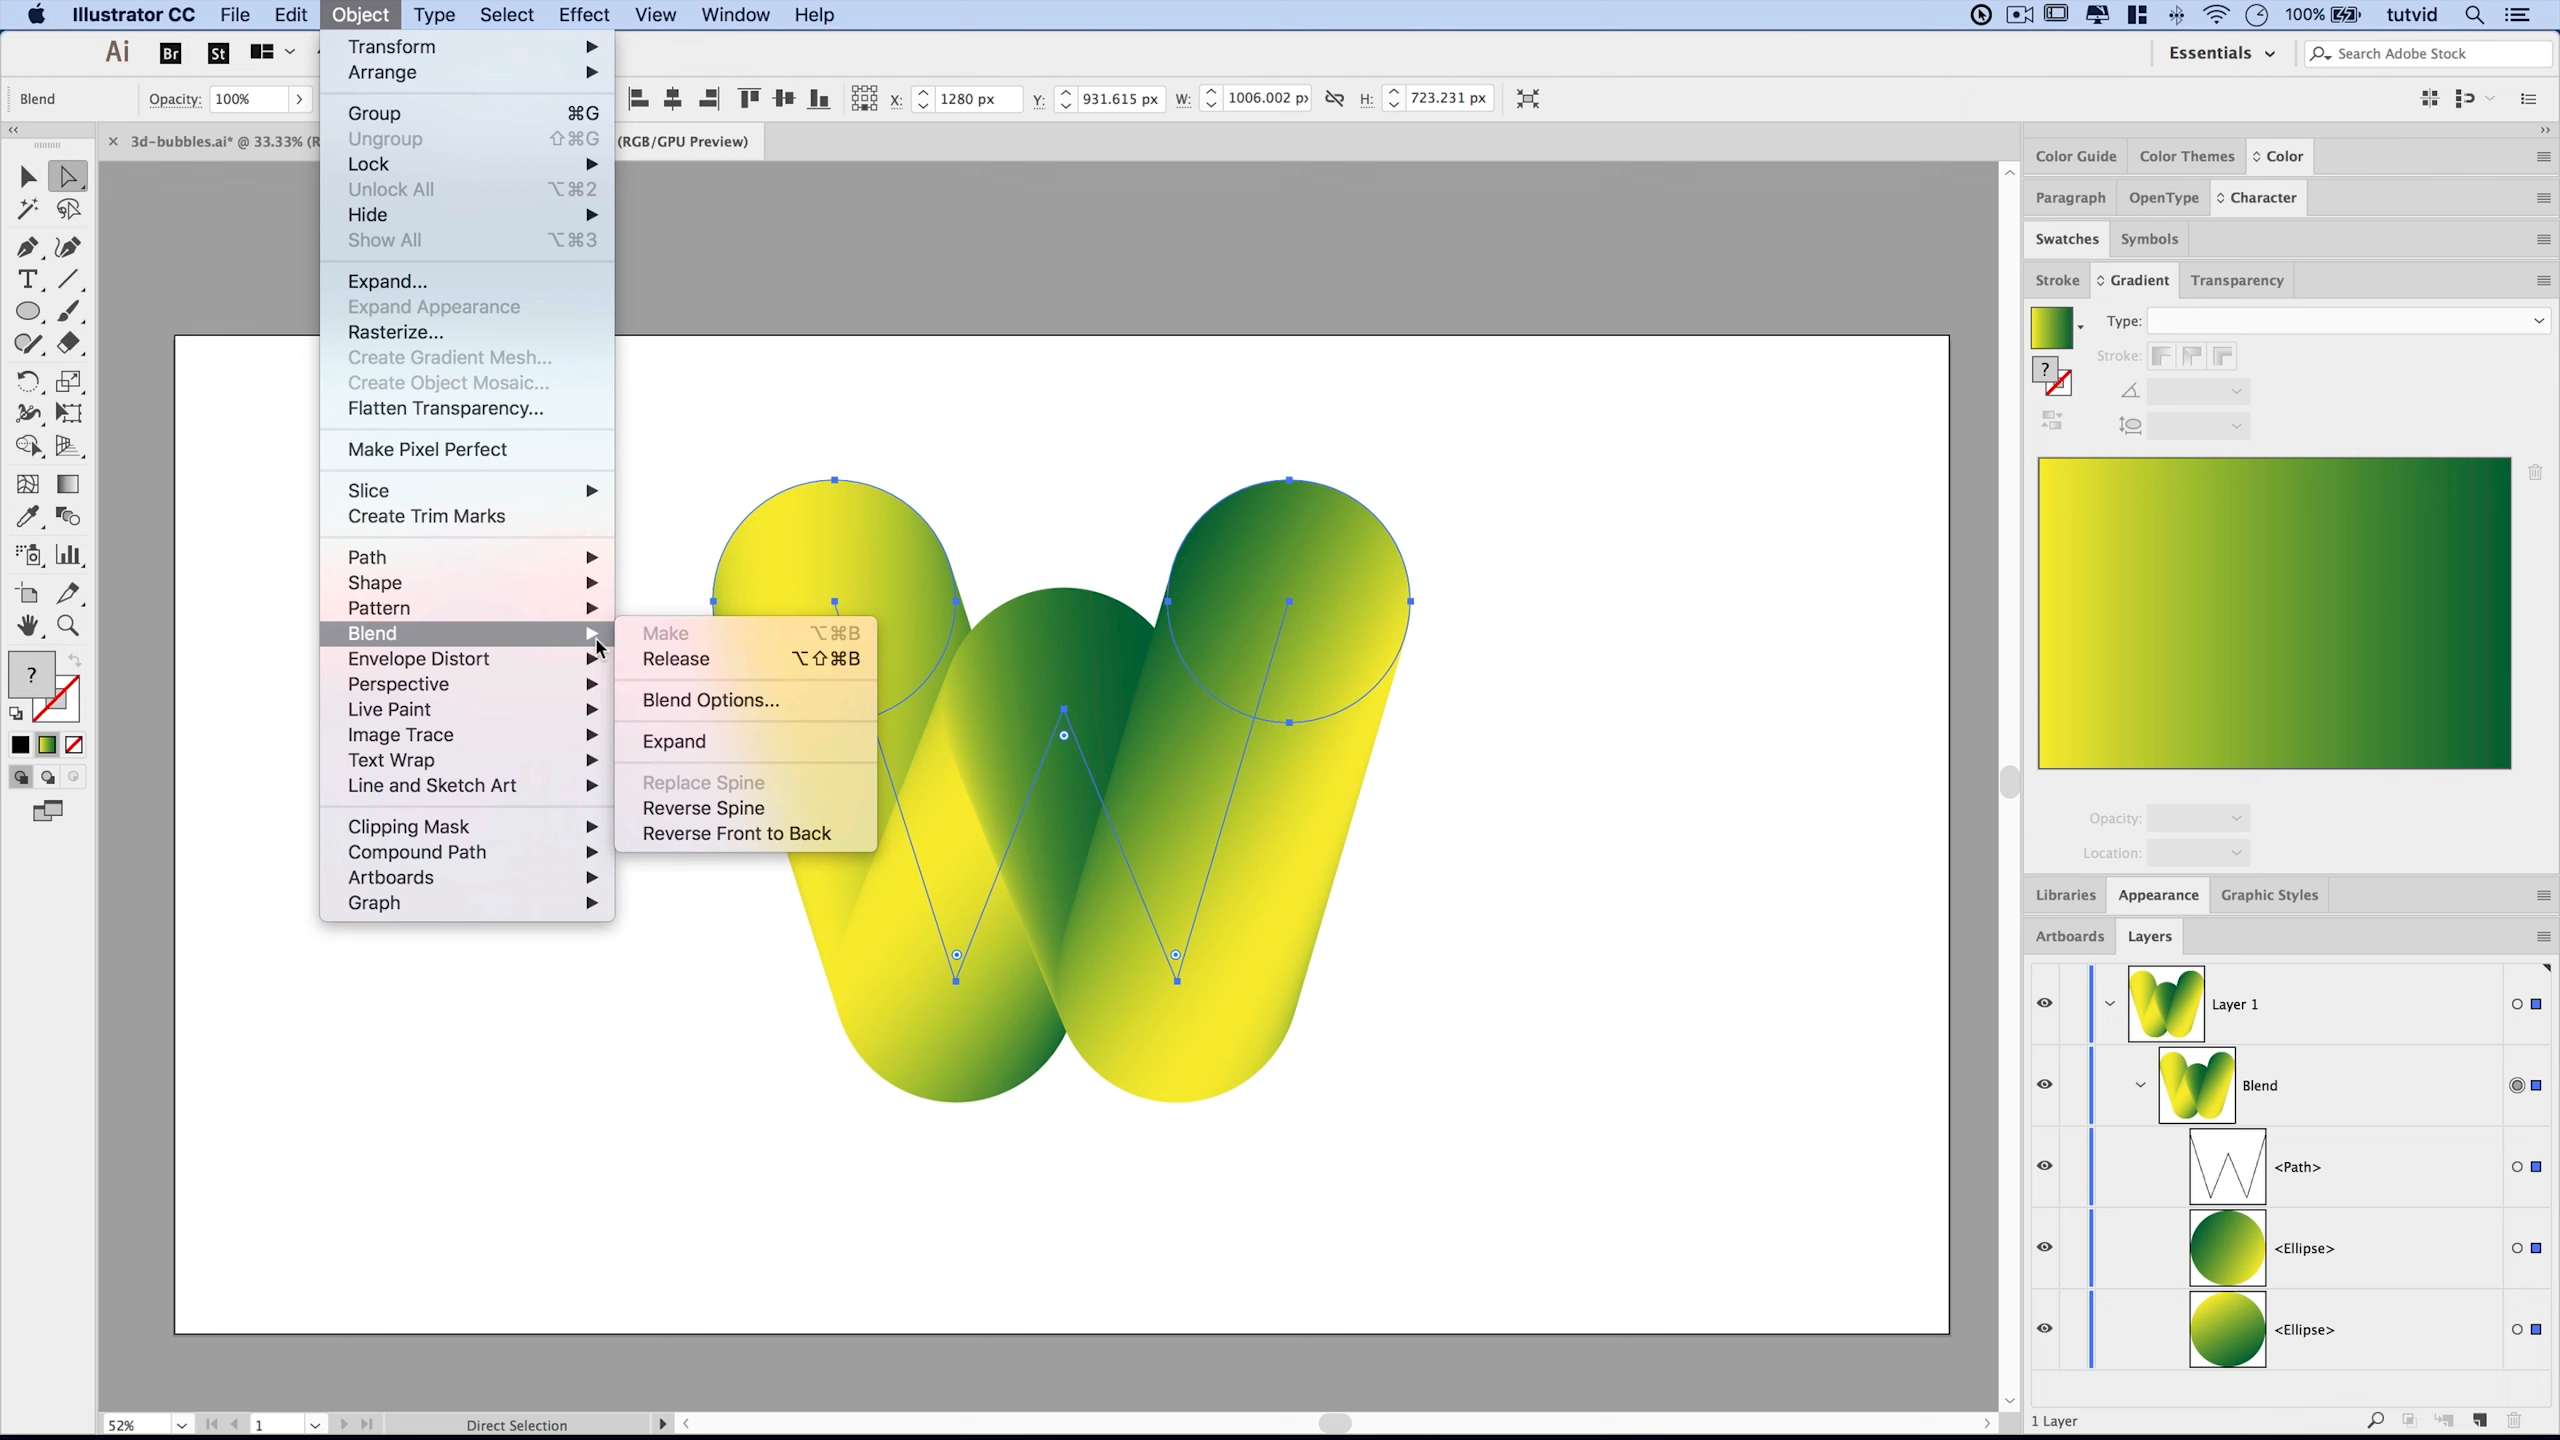 Illustrator CC File Edit Object Type Select Effect View Window Help 100% tutvid
Ai Br St Essentials Search Adobe Stock
Blend Opacity: 100% X: 1280 px Y: 931.615 px W: 1006.002 p H: 723.231 px
3d-bubbles.ai* @ 33.33% (R (RGB/GPU Preview)
Transform
Arrange
Group ⌘G
Ungroup ⇧⌘G
Lock
Unlock All ⌥⌘2
Hide
Show All ⌥⌘3
Expand...
Expand Appearance
Rasterize...
Create Gradient Mesh...
Create Object Mosaic...
Flatten Transparency...
Make Pixel Perfect
Slice
Create Trim Marks
Path
Shape
Pattern
Blend
Envelope Distort
Perspective
Live Paint
Image Trace
Text Wrap
Line and Sketch Art
Clipping Mask
Compound Path
Artboards
Graph
Make ⌥⌘B
Release ⌥⇧⌘B
Blend Options...
Expand
Replace Spine
Reverse Spine
Reverse Front to Back
T
?
Color Guide Color Themes Color
Paragraph OpenType Character
Swatches Symbols
Stroke Gradient Transparency
Type:
Stroke:
?
Opacity:
Location:
Libraries Appearance Graphic Styles
Artboards Layers
Layer 1
Blend
<Path>
<Ellipse>
<Ellipse>
1 Layer
52% 1 Direct Selection